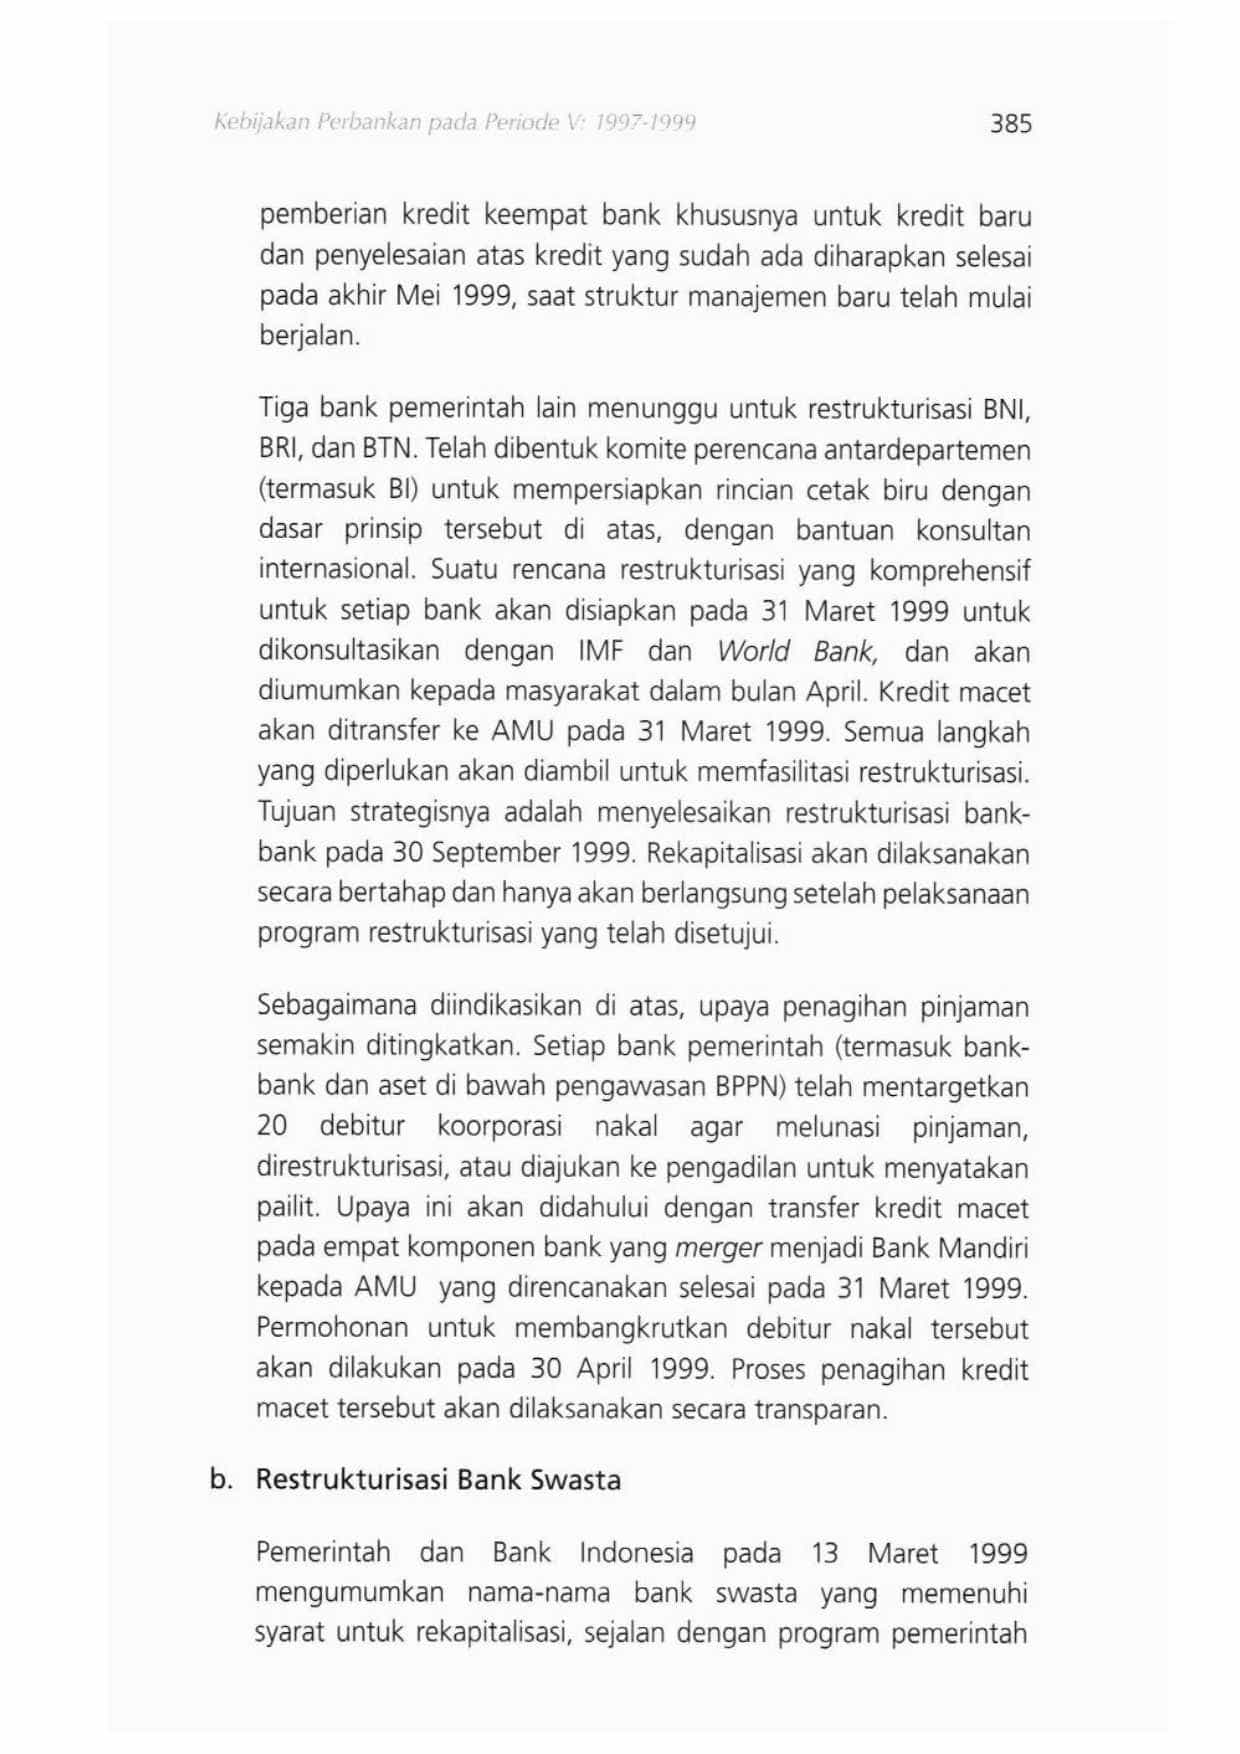 Kebijakan Perbankan pada Periode V: 1997-1999 385
pemberian kredit keempat bank khususnya untuk kredit baru
dan penyelesaian atas kredit yang sudah ada diharapkan selesai
pada akhir Mei 1999, saat struktur manajemen baru telah mulai
berjalan.
Tiga bank pemerintah lain menunggu untuk restrukturisasi BNI,
BRI, dan BTN. Telah dibentuk komite perencana antardepartemen
(termasuk BI) untuk mempersiapkan rincian cetak biru dengan
dasar prinsip tersebut di atas, dengan bantuan konsultan
internasional. Suatu rencana restrukturisasi yang komprehensif
untuk setiap bank akan disiapkan pada 31 Maret 1999 untuk
dikonsultasikan dengan IMF dan World Bank, dan akan
diumumkan kepada masyarakat dalam bulan April. Kredit macet
akan ditransfer ke AMU pada 31 Maret 1999. Semua langkah
yang diperlukan akan diambil untuk memfasilitasi restrukturisasi.
Tujuan strategisnya adalah menyelesaikan restrukturisasi bank-
bank pada 30 September 1999. Rekapitalisasi akan dilaksanakan
secara bertahap dan hanya akan berlangsung setelah pelaksanaan
program restrukturisasi yang telah disetujui.
Sebagaimana diindikasikan di atas, upaya penagihan pinjaman
semakin ditingkatkan. Setiap bank pemerintah (termasuk bank-
bank dan aset di bawah pengawasan BPPN) telah mentargetkan
20 debitur koorporasi nakal agar melunasi pinjaman,
direstrukturisasi, atau diajukan ke pengadilan untuk menyatakan
pailit. Upaya ini akan didahului dengan transfer kredit macet
pada empat komponen bank yang merger menjadi Bank Mandiri
kepada AMU yang direncanakan selesai pada 31 Maret 1999.
Permohonan untuk membangkrutkan debitur nakal tersebut
akan dilakukan pada 30 April 1999. Proses penagihan kredit
macet tersebut akan dilaksanakan secara transparan.
b. Restrukturisasi Bank Swasta
Pemerintah dan Bank Indonesia pada 13 Maret 1999
mengumumkan nama-nama bank swasta yang memenuhi
syarat untuk rekapitalisasi, sejalan dengan program pemerintah